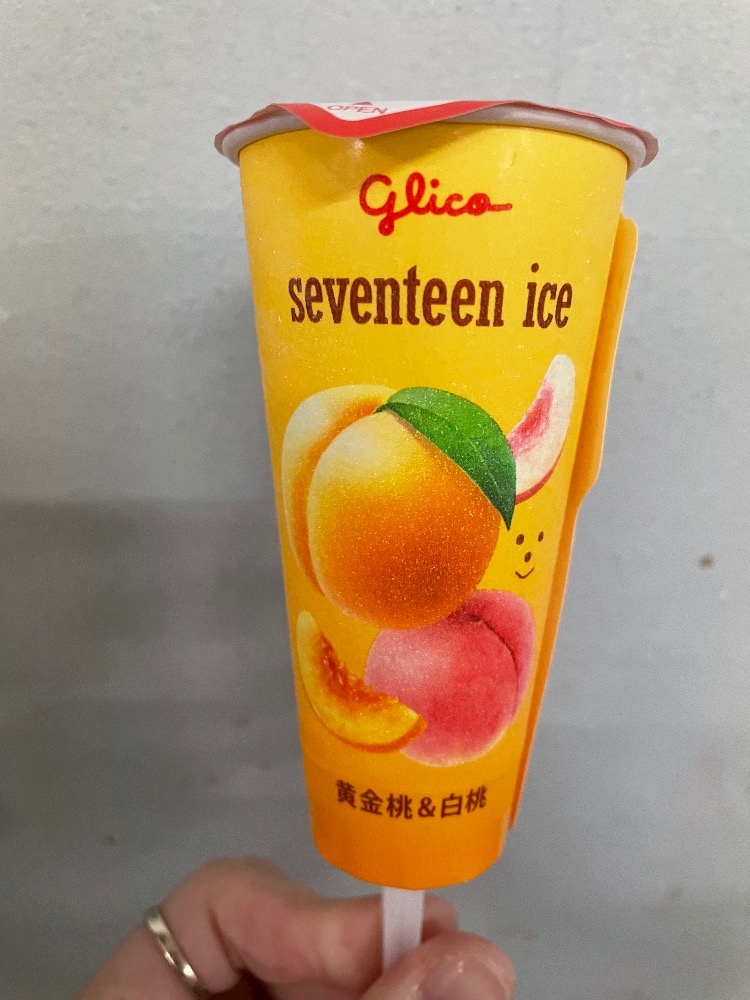 OPEN
Glico
seventeen ice
黄金桃&白桃